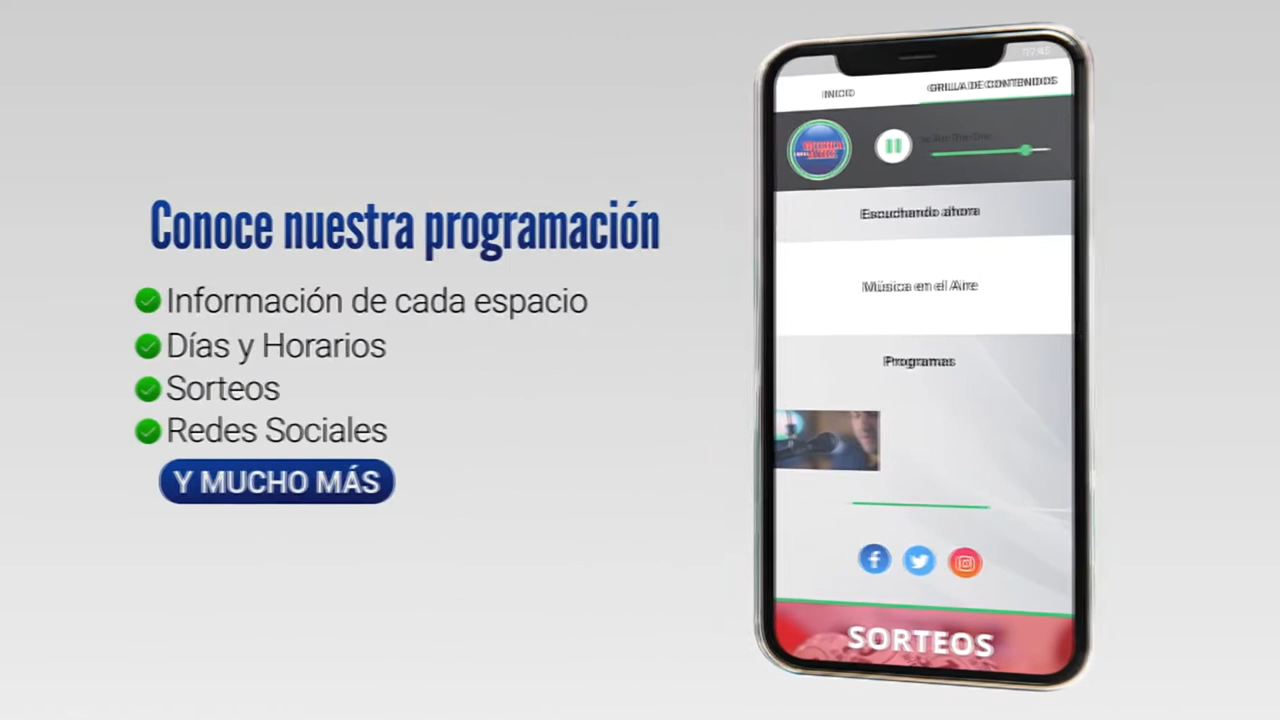 Conoce nuestra programación
Información de cada espacio
Días y Horarios
Sorteos
Redes Sociales
Y MUCHO MÁS
INICIO
GRILLA DE CONTENIDOS
Escuchando ahora
Música en el Aire
Programas
SORTEOS